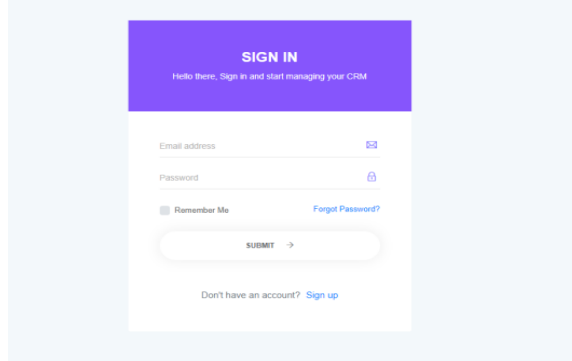 SIGN IN
Hello there, Sign in and start managing your CRM
Email address
Password
Remember Me
Forgot Password?
SUBMIT
Don't have an account? Sign up